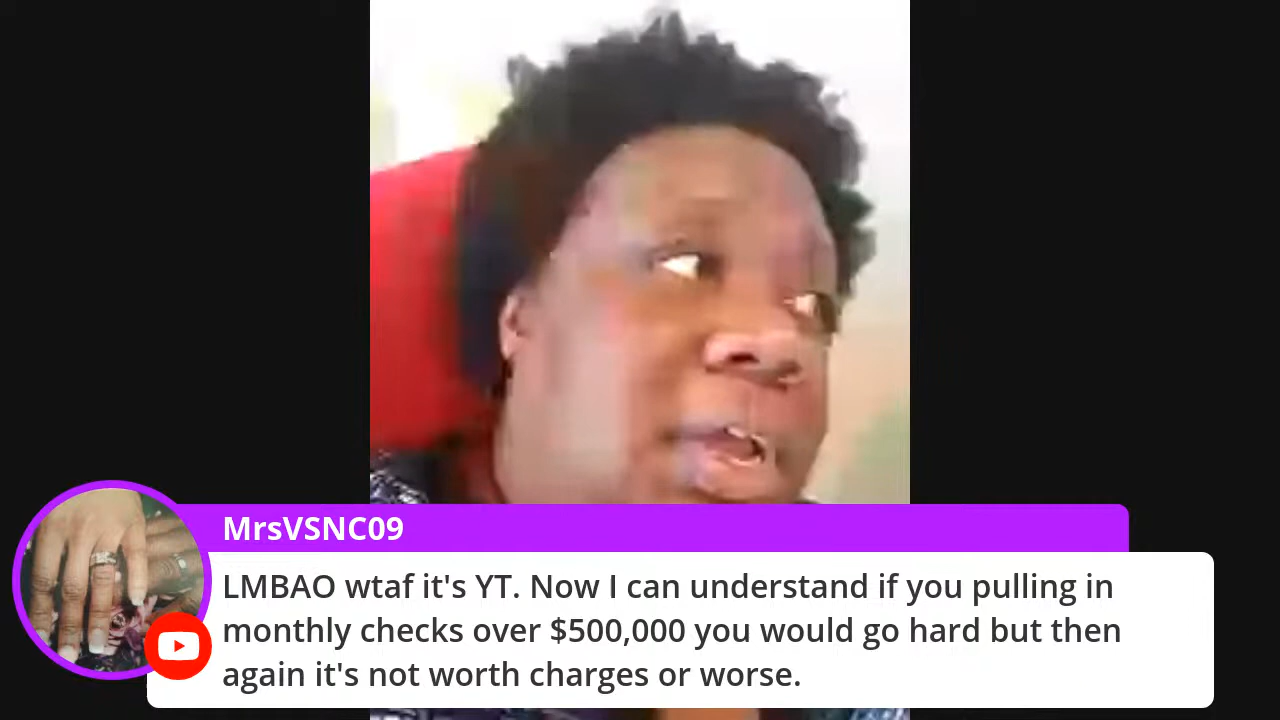 MrsVSNC09
LMBAO wtaf it's YT. Now I can understand if you pulling in
monthly checks over $500,000 you would go hard but then
again it's not worth charges or worse.